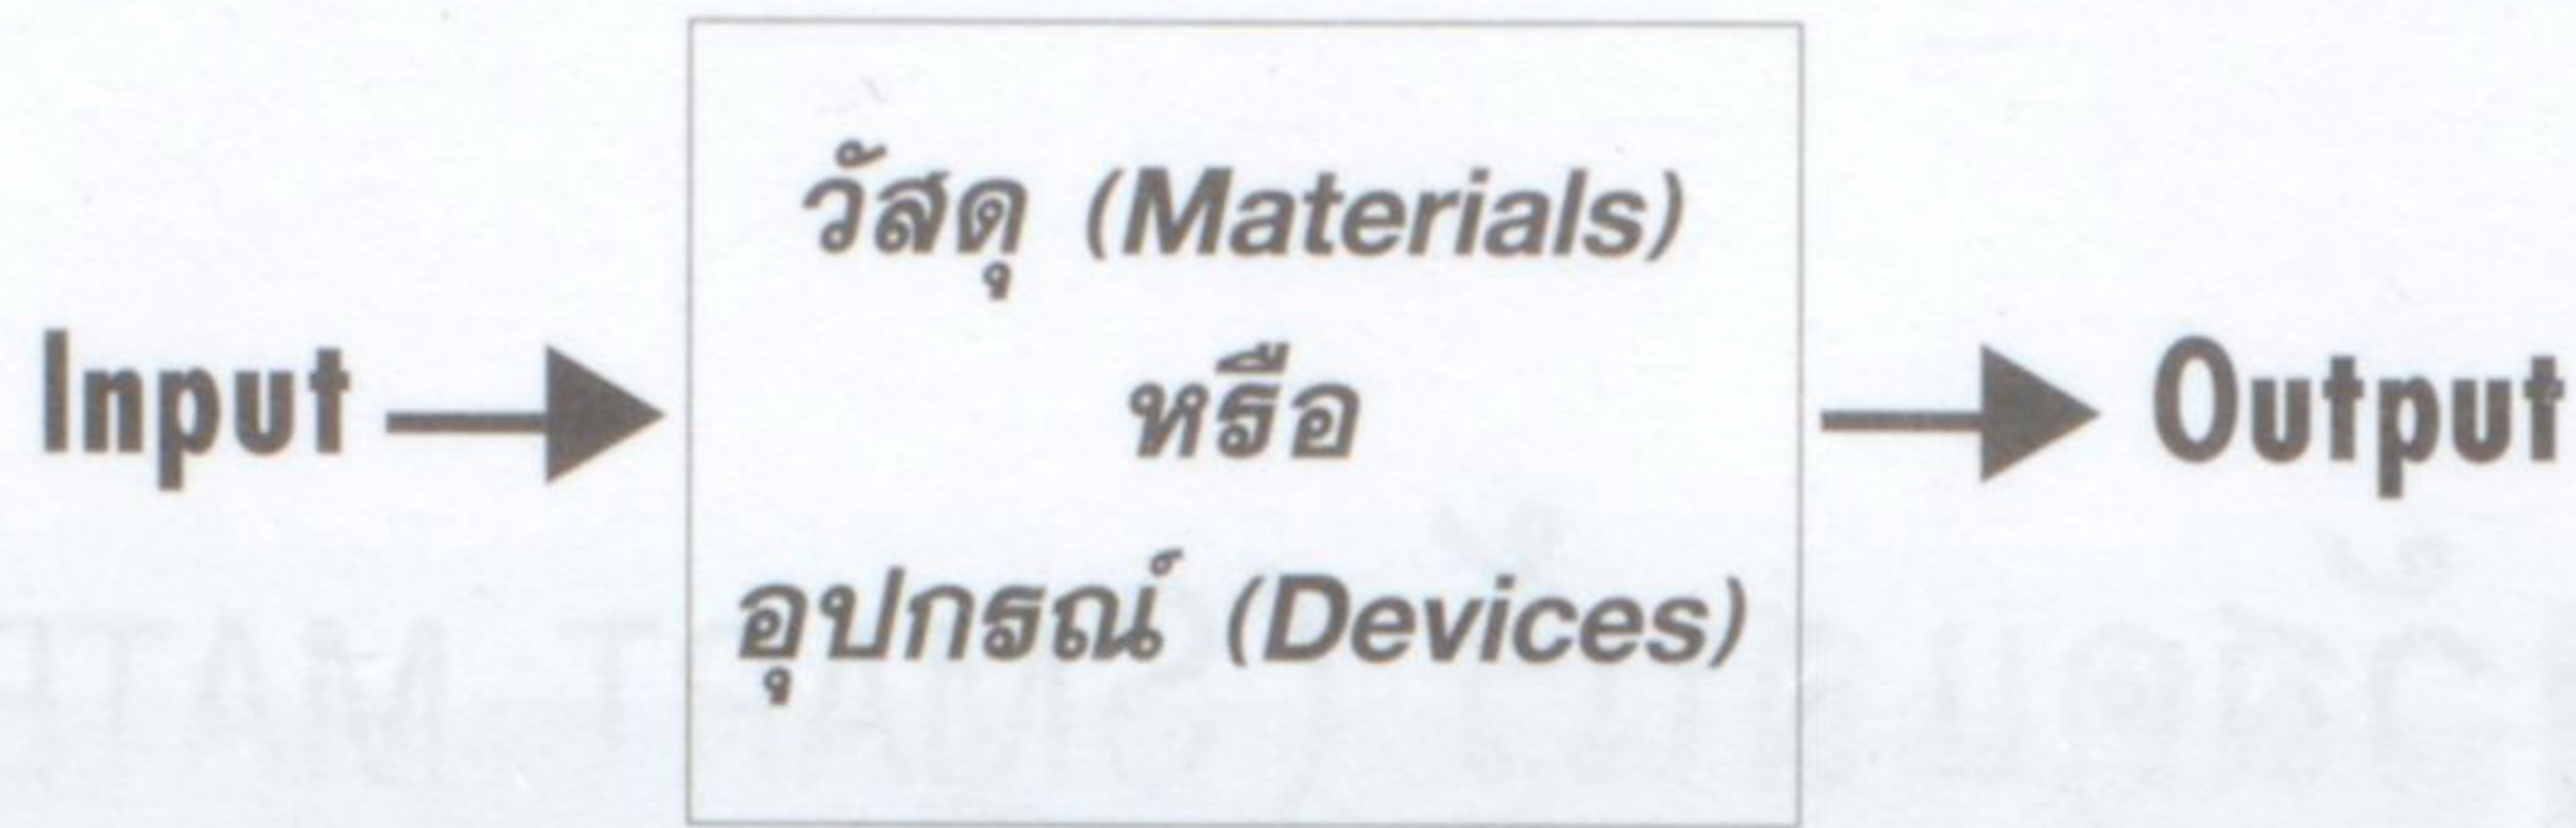 วัสดุ (Materials)
Input หรือ Output
อุปกรณ์ (Devices)